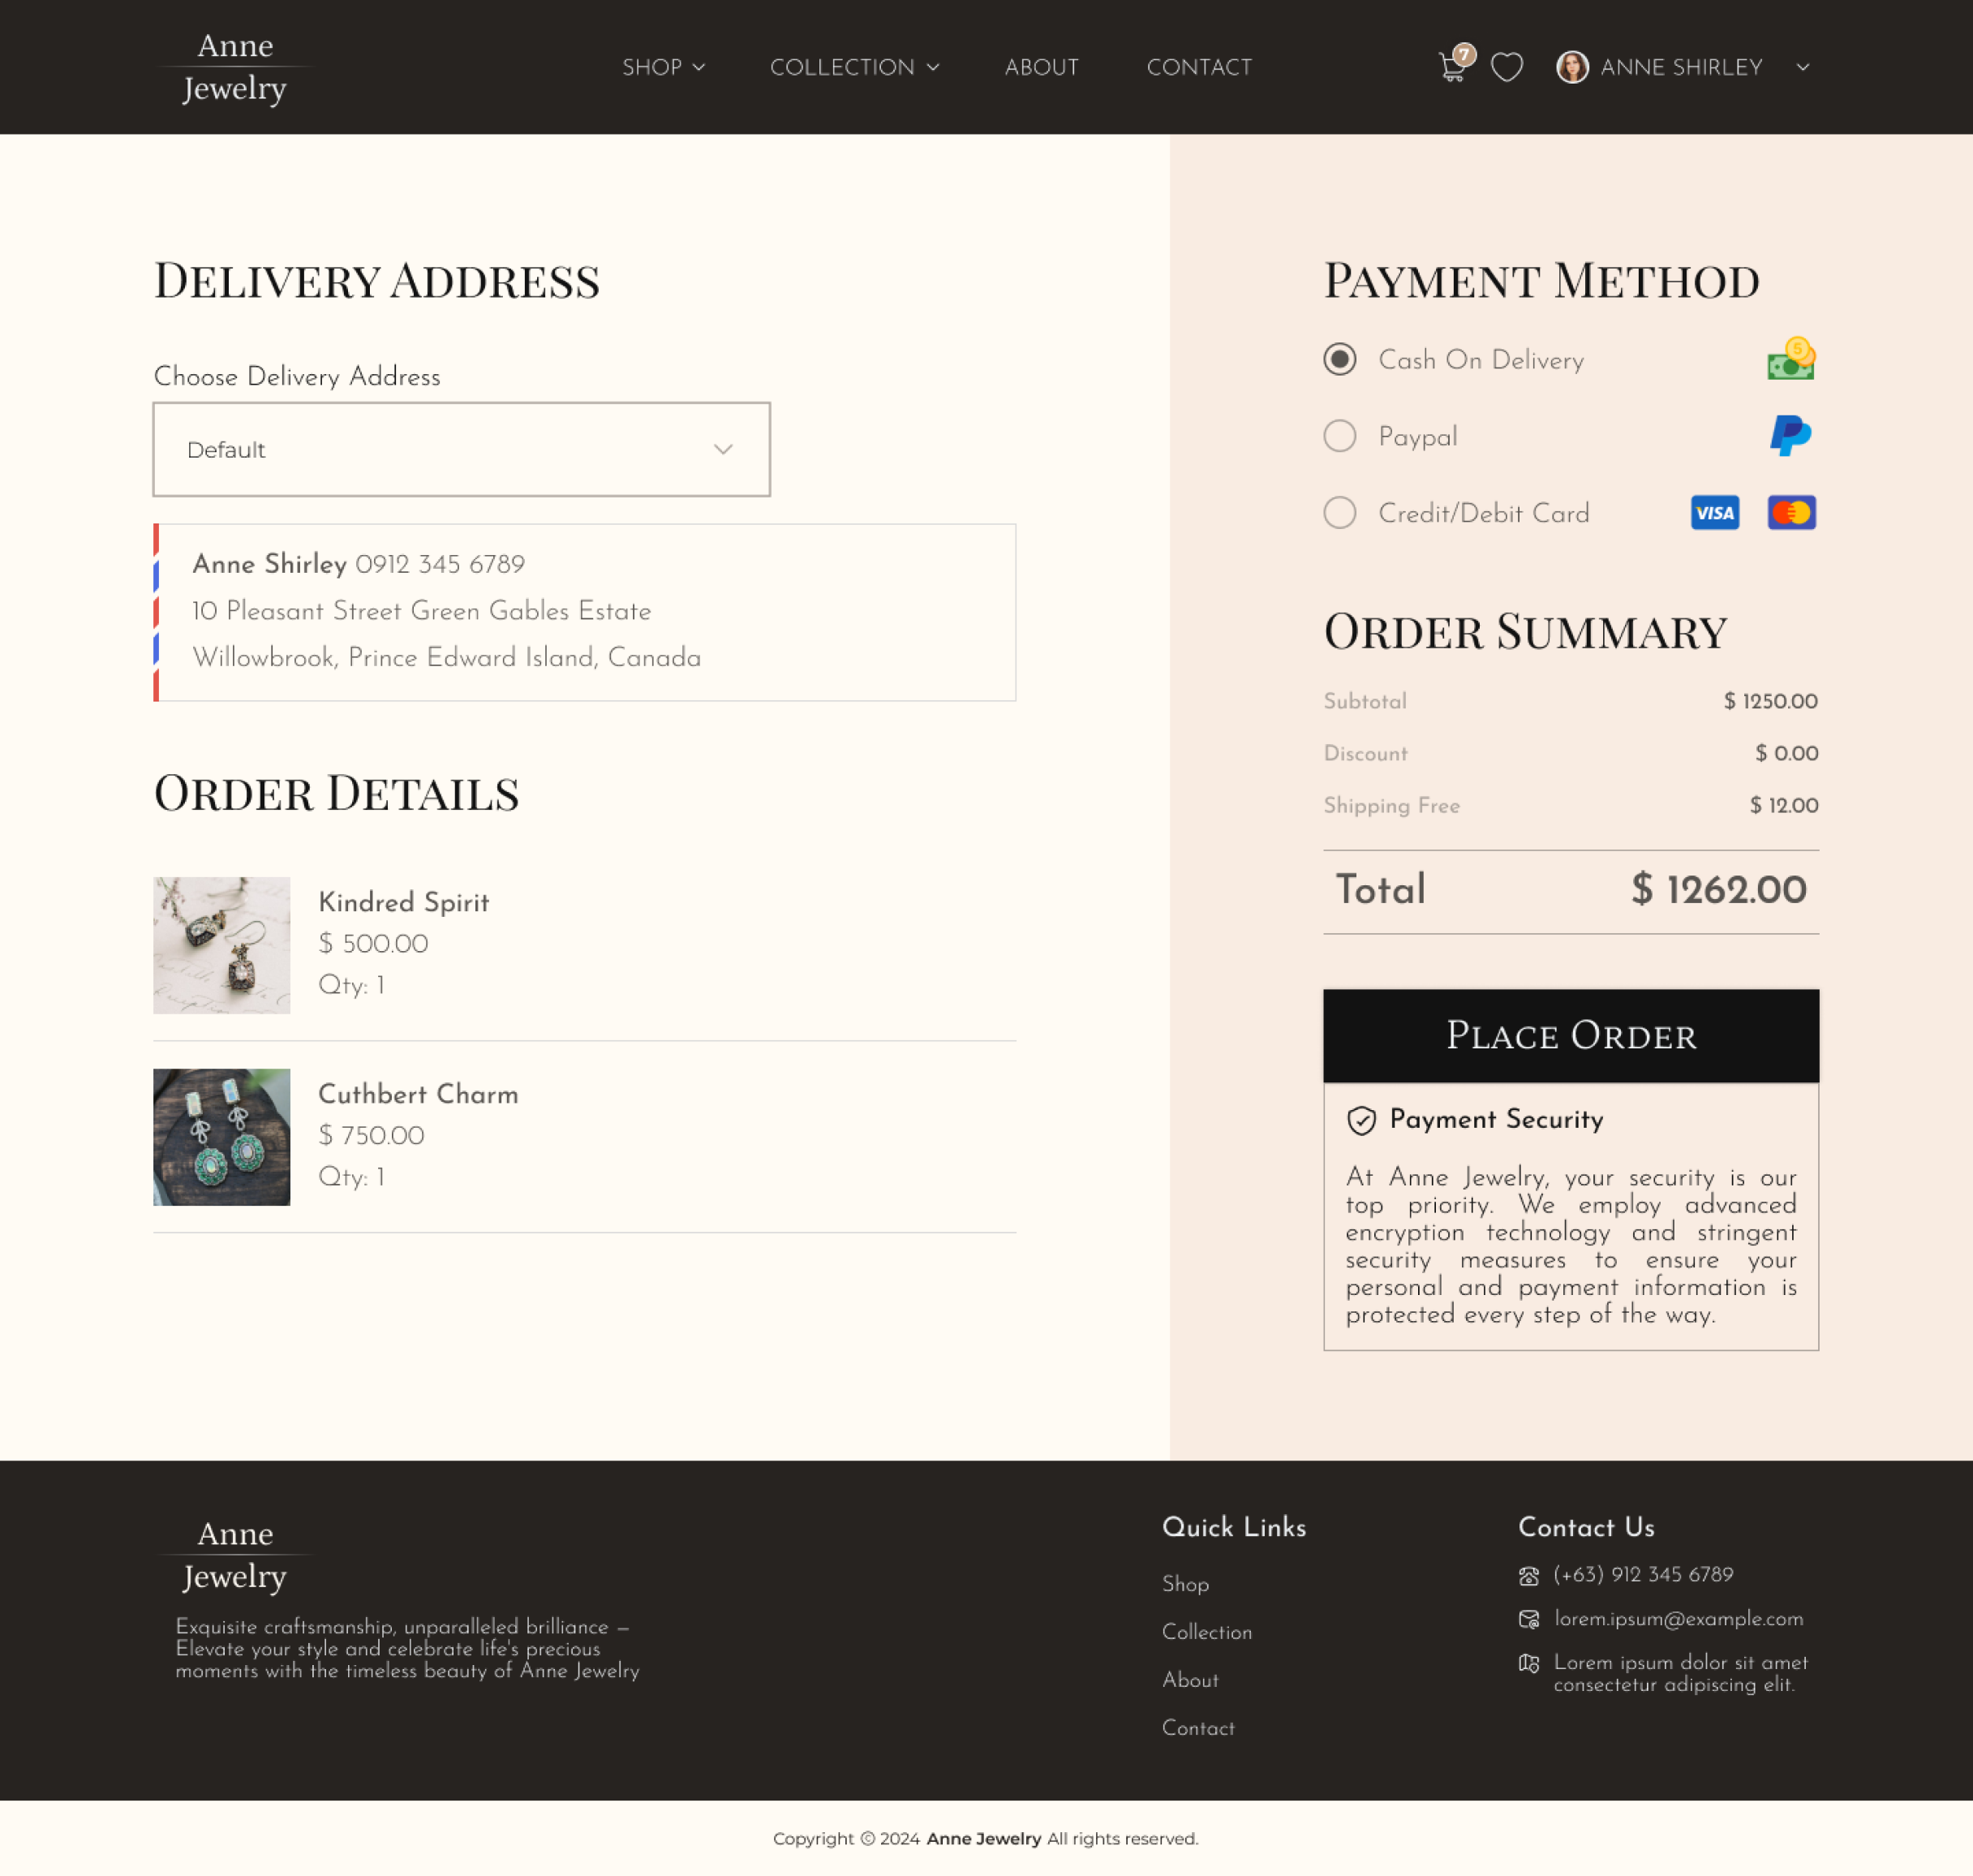 Anne
Jewelry
SHOP
COLLECTION
ABOUT
CONTACT
7
ANNE SHIRLEY
Delivery Address
Choose Delivery Address
Default
Anne Shirley 0912 345 6789
10 Pleasant Street Green Gables Estate
Willowbrook, Prince Edward Island, Canada
Order Details
Kindred Spirit
$ 500.00
Qty: 1
Cuthbert Charm
$ 750.00
Qty: 1
Payment Method
Cash On Delivery
Paypal
Credit/Debit Card
VISA
Order Summary
Subtotal $ 1250.00
Discount $ 0.00
Shipping Free $ 12.00
Total $ 1262.00
Place Order
Payment Security
At Anne Jewelry, your security is our
top priority. We employ advanced
encryption technology and stringent
security measures to ensure your
personal and payment information is
protected every step of the way.
Anne
Jewelry
Exquisite craftsmanship, unparalleled brilliance –
Elevate your style and celebrate life's precious
moments with the timeless beauty of Anne Jewelry
Quick Links
Shop
Collection
About
Contact
Contact Us
(+63) 912 345 6789
lorem.ipsum@example.com
Lorem ipsum dolor sit amet
consectetur adipiscing elit.
Copyright © 2024 Anne Jewelry All rights reserved.